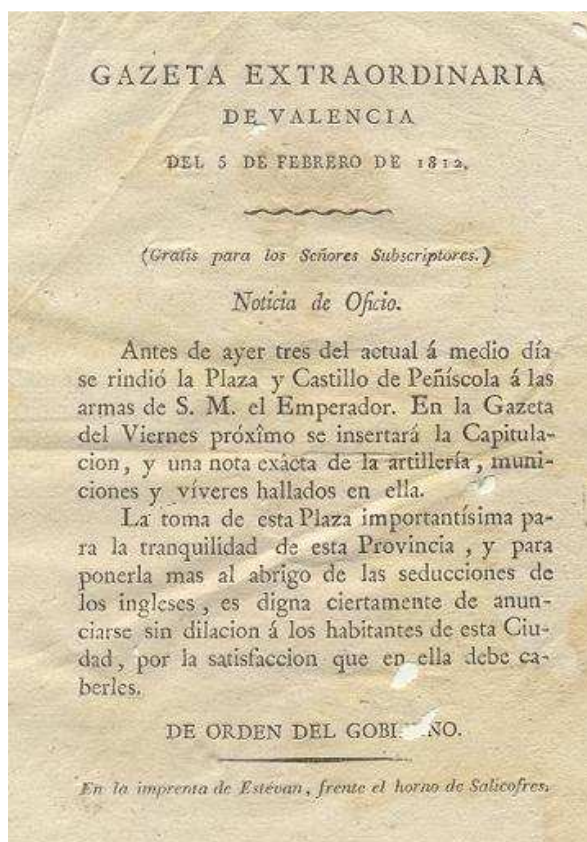 GAZETA EXTRAORDINARIA
DE VALENCIA
DEL 5 DE FEBRERO DE 1812.
(Gratis para los Señores Subscriptores.)
Noticia de Oficio.
Antes de ayer tres del actual á medio día
se rindió la Plaza y Castillo de Peñíscola á las
armas de S. M. el Emperador. En la Gazeta
del Viernes próxîmo se insertará la Capitula-
cion, y una nota exâcta de la artillería, muni-
ciones y víveres hallados en ella.
La toma de esta Plaza importantísima pa-
ra la tranquilidad de esta Provincia, y para
ponerla mas al abrigo de las seducciones de
los ingleses, es digna ciertamente de anun-
ciarse sin dilacion á los habitantes de esta Ciu-
dad, por la satisfaccion que en ella debe ca-
berles.
DE ORDEN DEL GOBIERNO.
En la imprenta de Estévan, frente el horno de Salicofres.